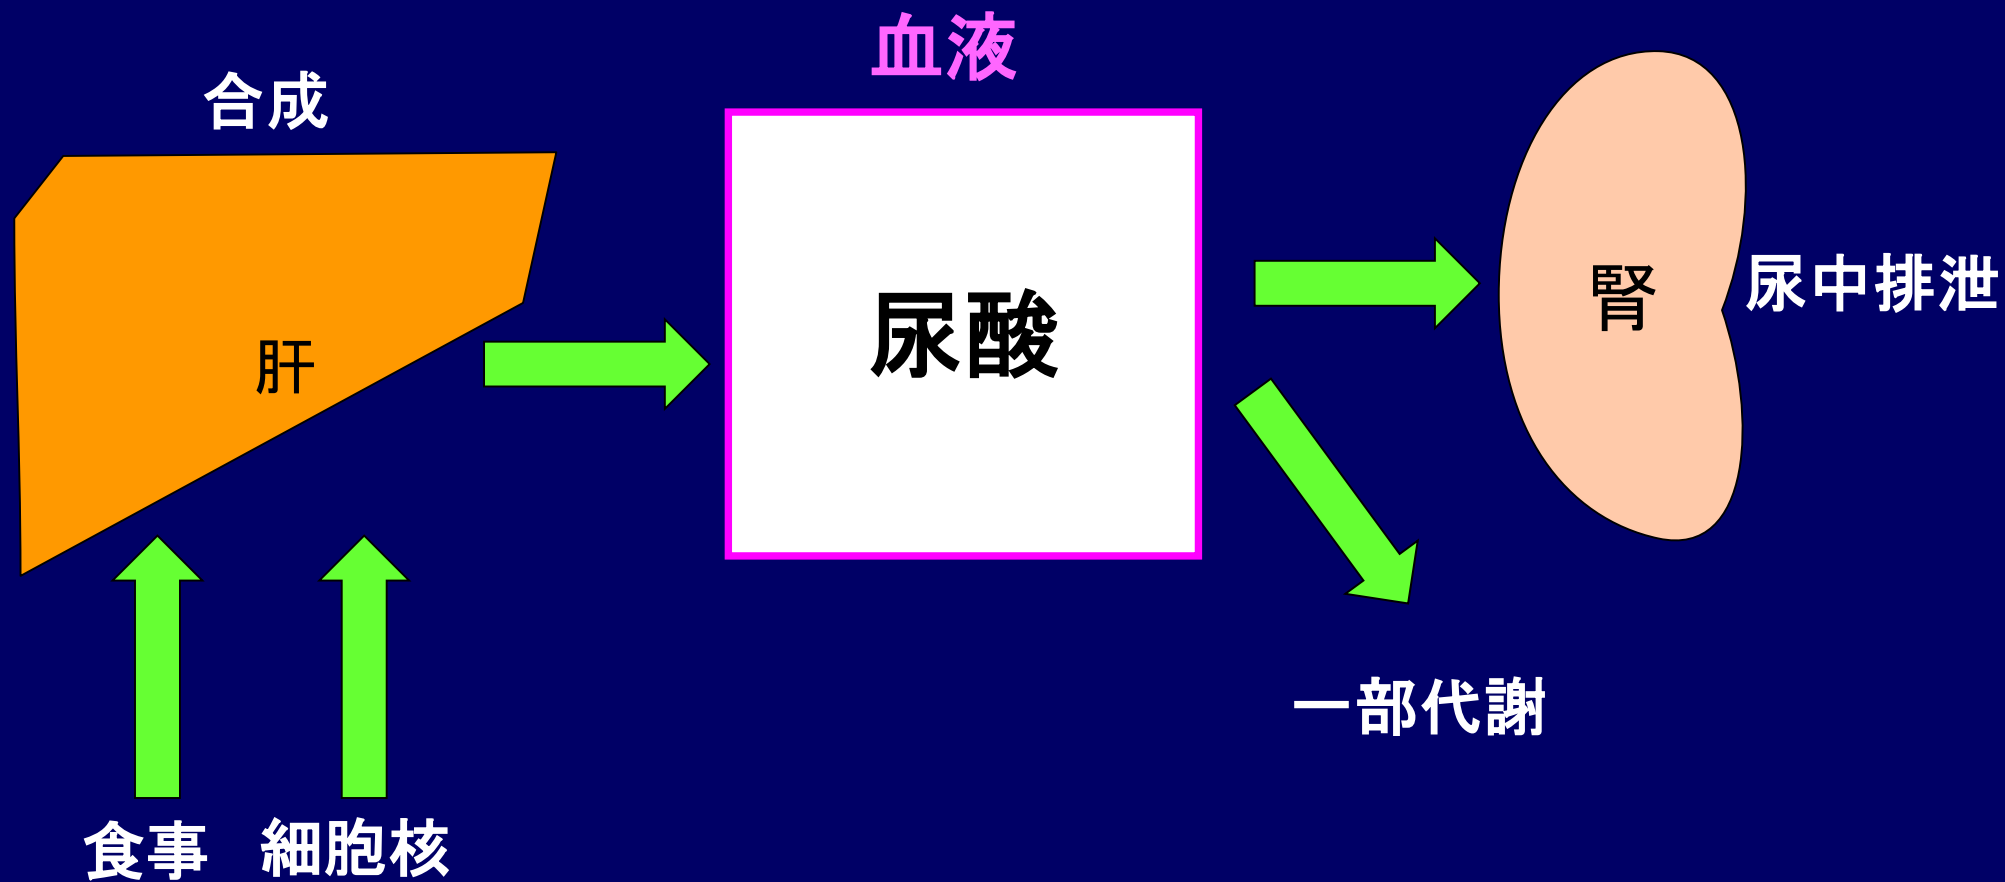 血液
合成
肝
尿酸
腎
尿中排泄
一部代謝
食事
細胞核